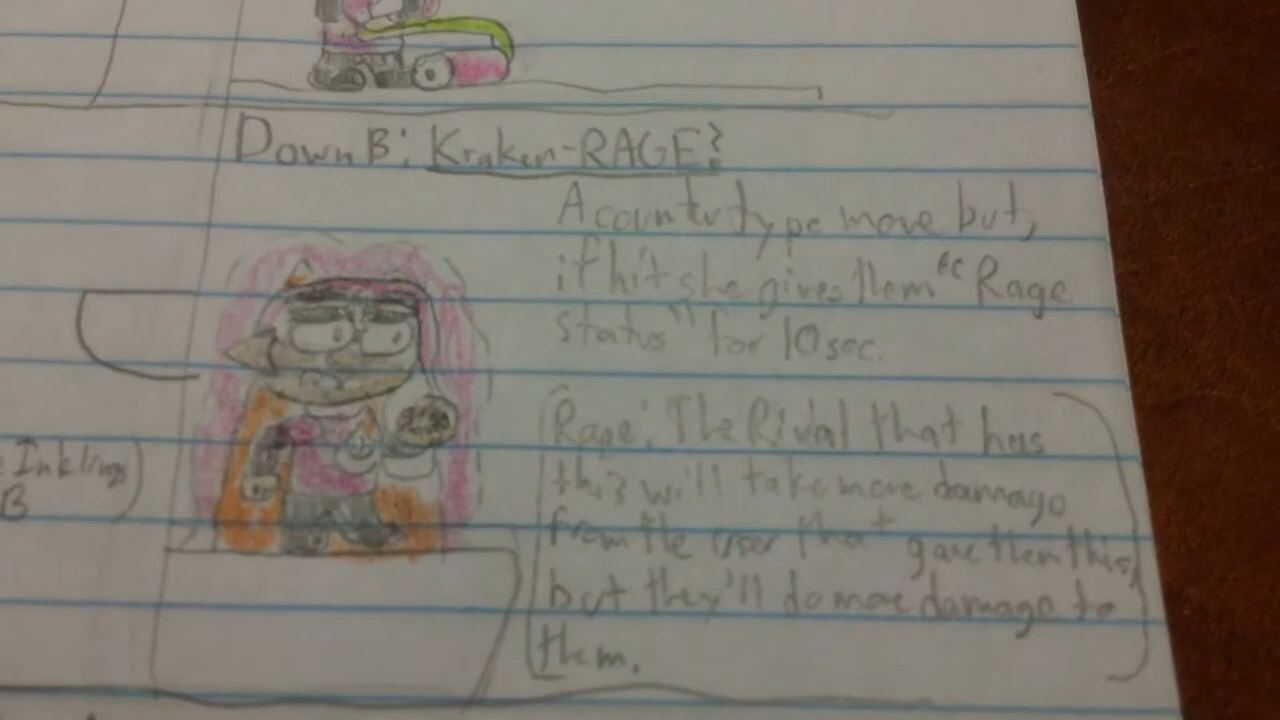 Down B: Kraken-RAGE?
A counter type move but,
if hit she gives them "Rage
status" for 10 sec.
Rage: The Rival that has
this will take more damage
from the user that gave them this,
but they'll do more damage to
them.
Inklings)
B